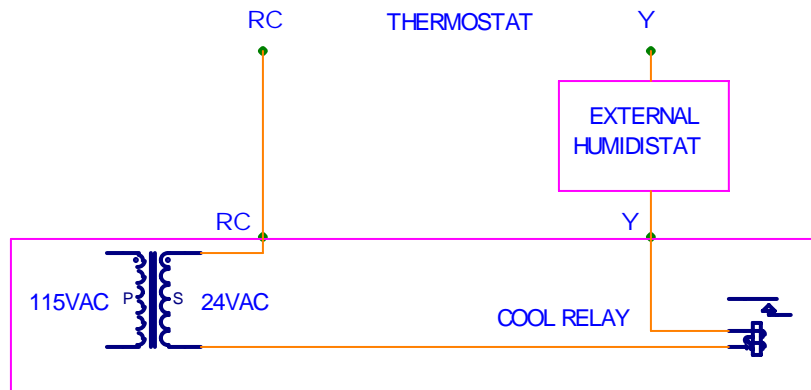 RC THERMOSTAT Y
EXTERNAL
HUMIDISTAT
RC Y
115VAC P S 24VAC
COOL RELAY